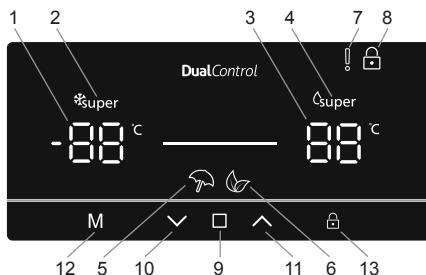 1 2 3 4 7 8
DualControl
super super
-88 °C 88 °C
M
12 5 10 9 11 6 13